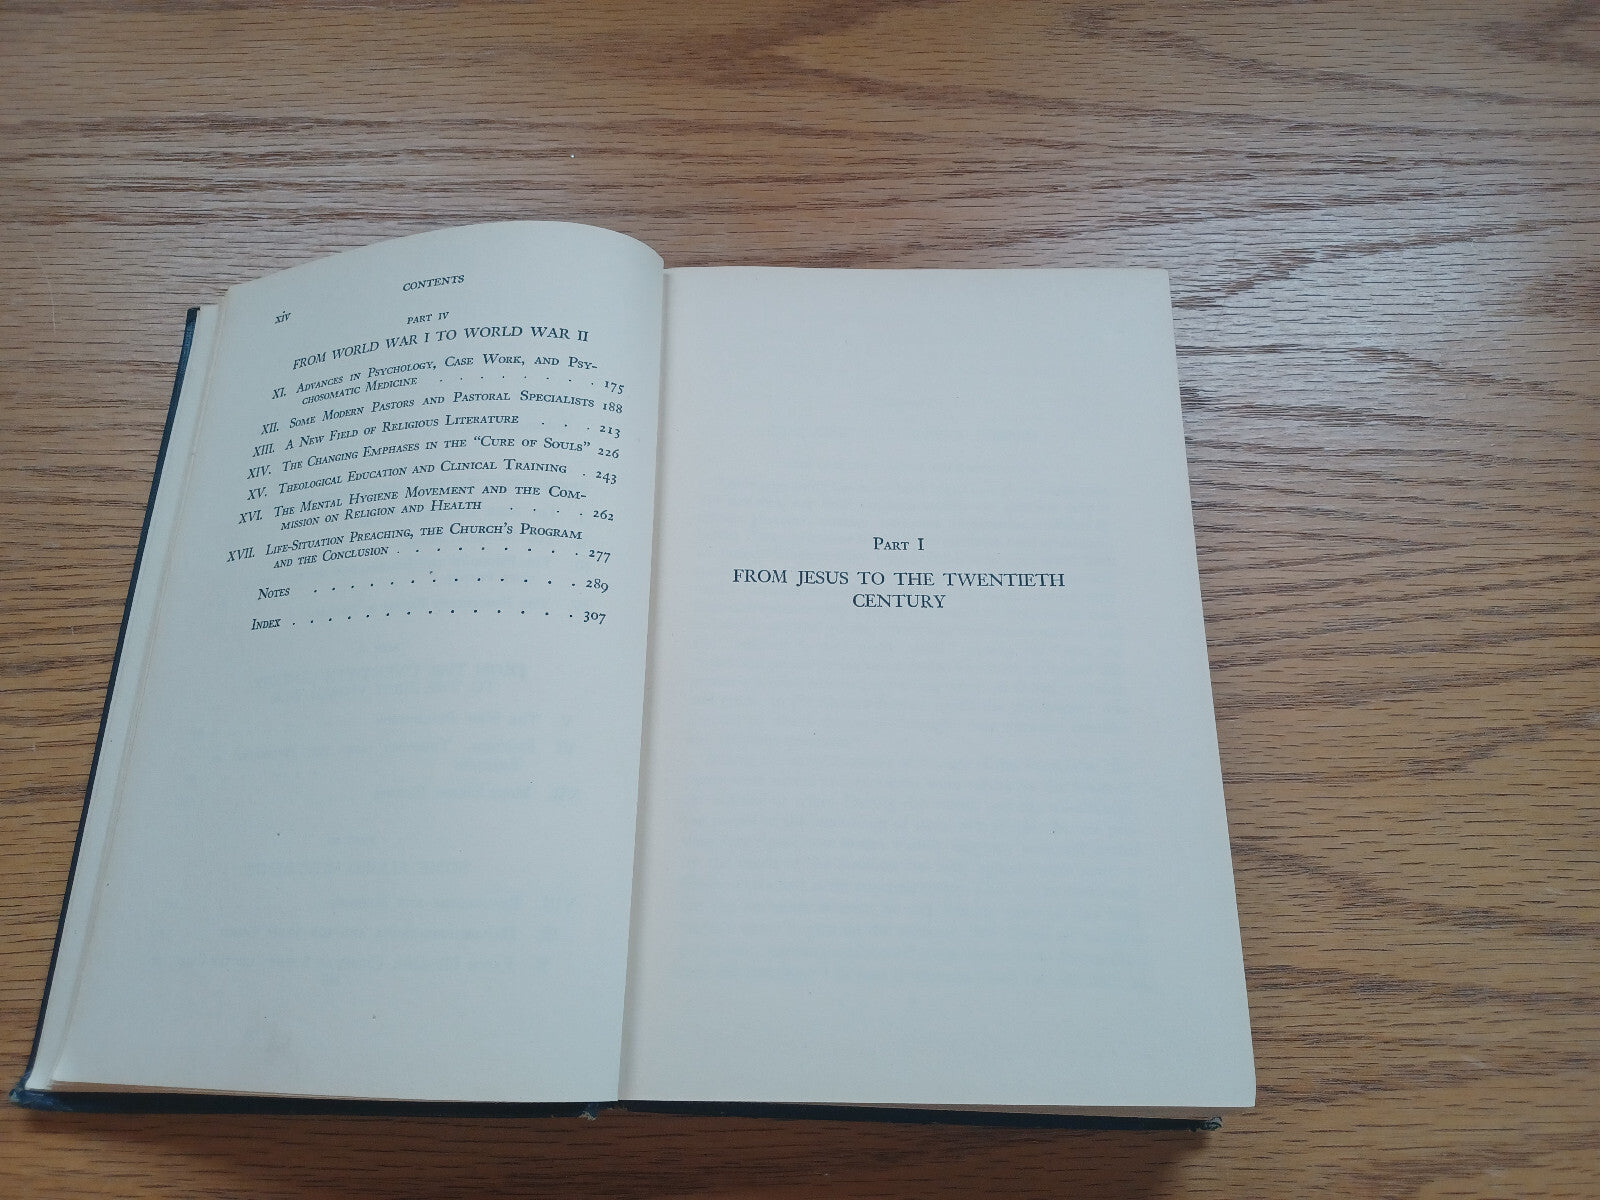 CONTENTS
xiv
PART IV
FROM WORLD WAR I TO WORLD WAR II
XI. Advances in Psychology, Case Work, and Psy-
chosomatic Medicine . . . . . . . . 175
XII. Some Modern Pastors and Pastoral Specialists 188
XIII. A New Field of Religious Literature . . . 213
XIV. The Changing Emphases in the "Cure of Souls" 226
XV. Theological Education and Clinical Training . 243
XVI. The Mental Hygiene Movement and the Com-
mission on Religion and Health . . . . 262
XVII. Life-Situation Preaching, the Church's Program
and the Conclusion . . . . . . . . 277
Notes . . . . . . . . . . . 289
Index . . . . . . . . . . . . . 307
Part I
FROM JESUS TO THE TWENTIETH
CENTURY